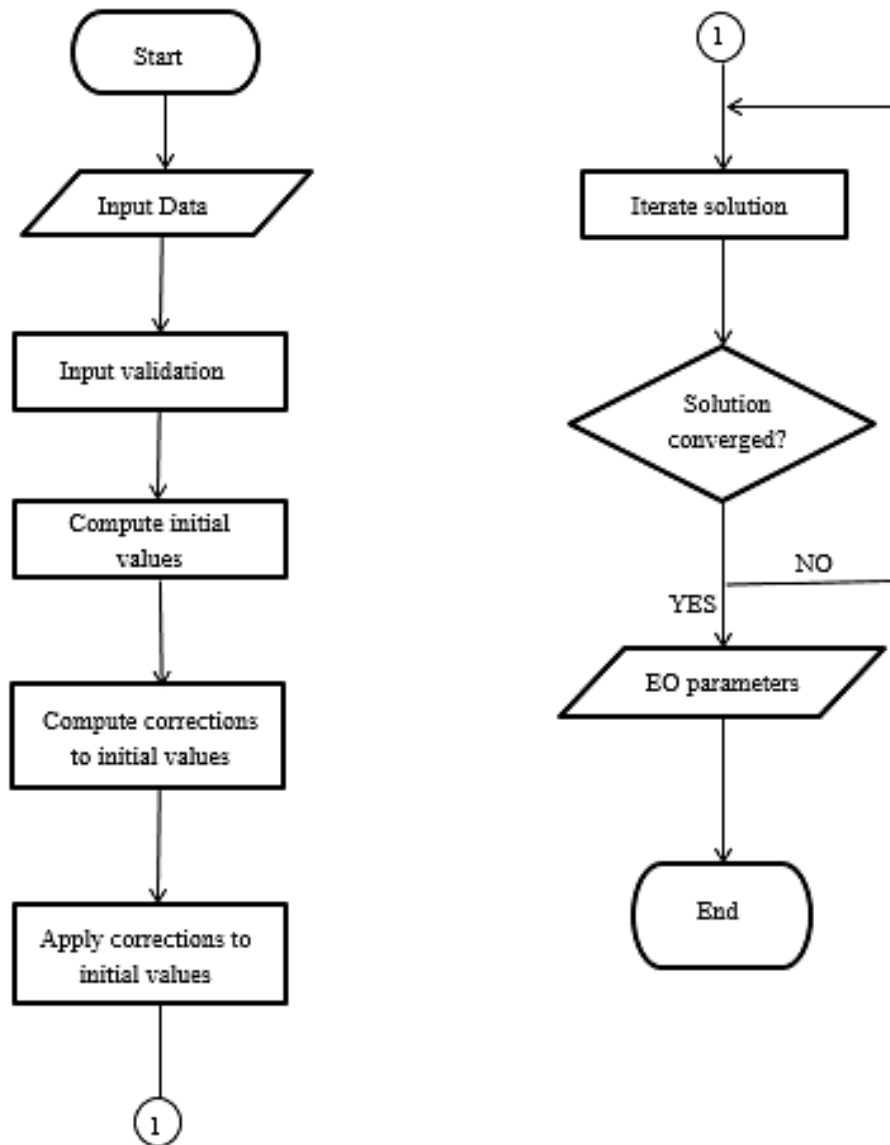 Start
Input Data
Input validation
Compute initial
values
Compute corrections
to initial values
Apply corrections to
initial values
1
1
Iterate solution
Solution
converged?
NO
YES
EO parameters
End